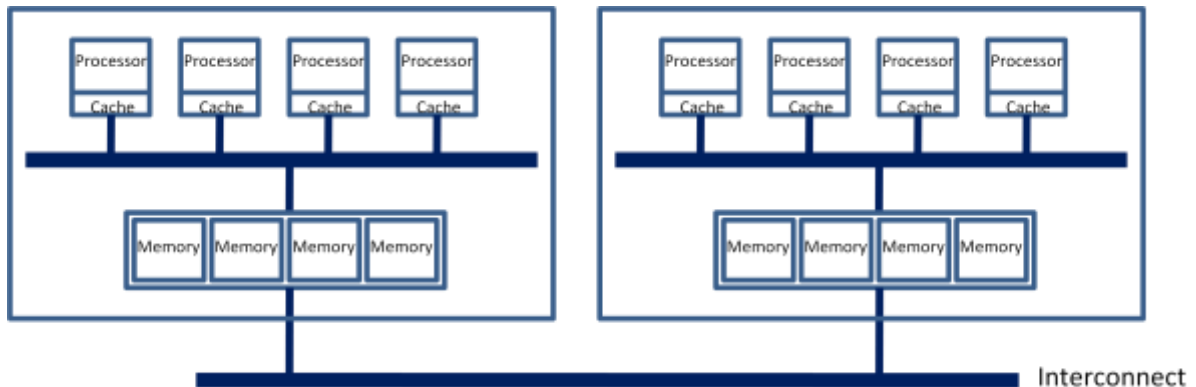 Processor Processor Processor Processor Processor Processor Processor Processor
Cache Cache Cache Cache Cache Cache Cache Cache
Memory Memory Memory Memory Memory Memory Memory Memory
Interconnect